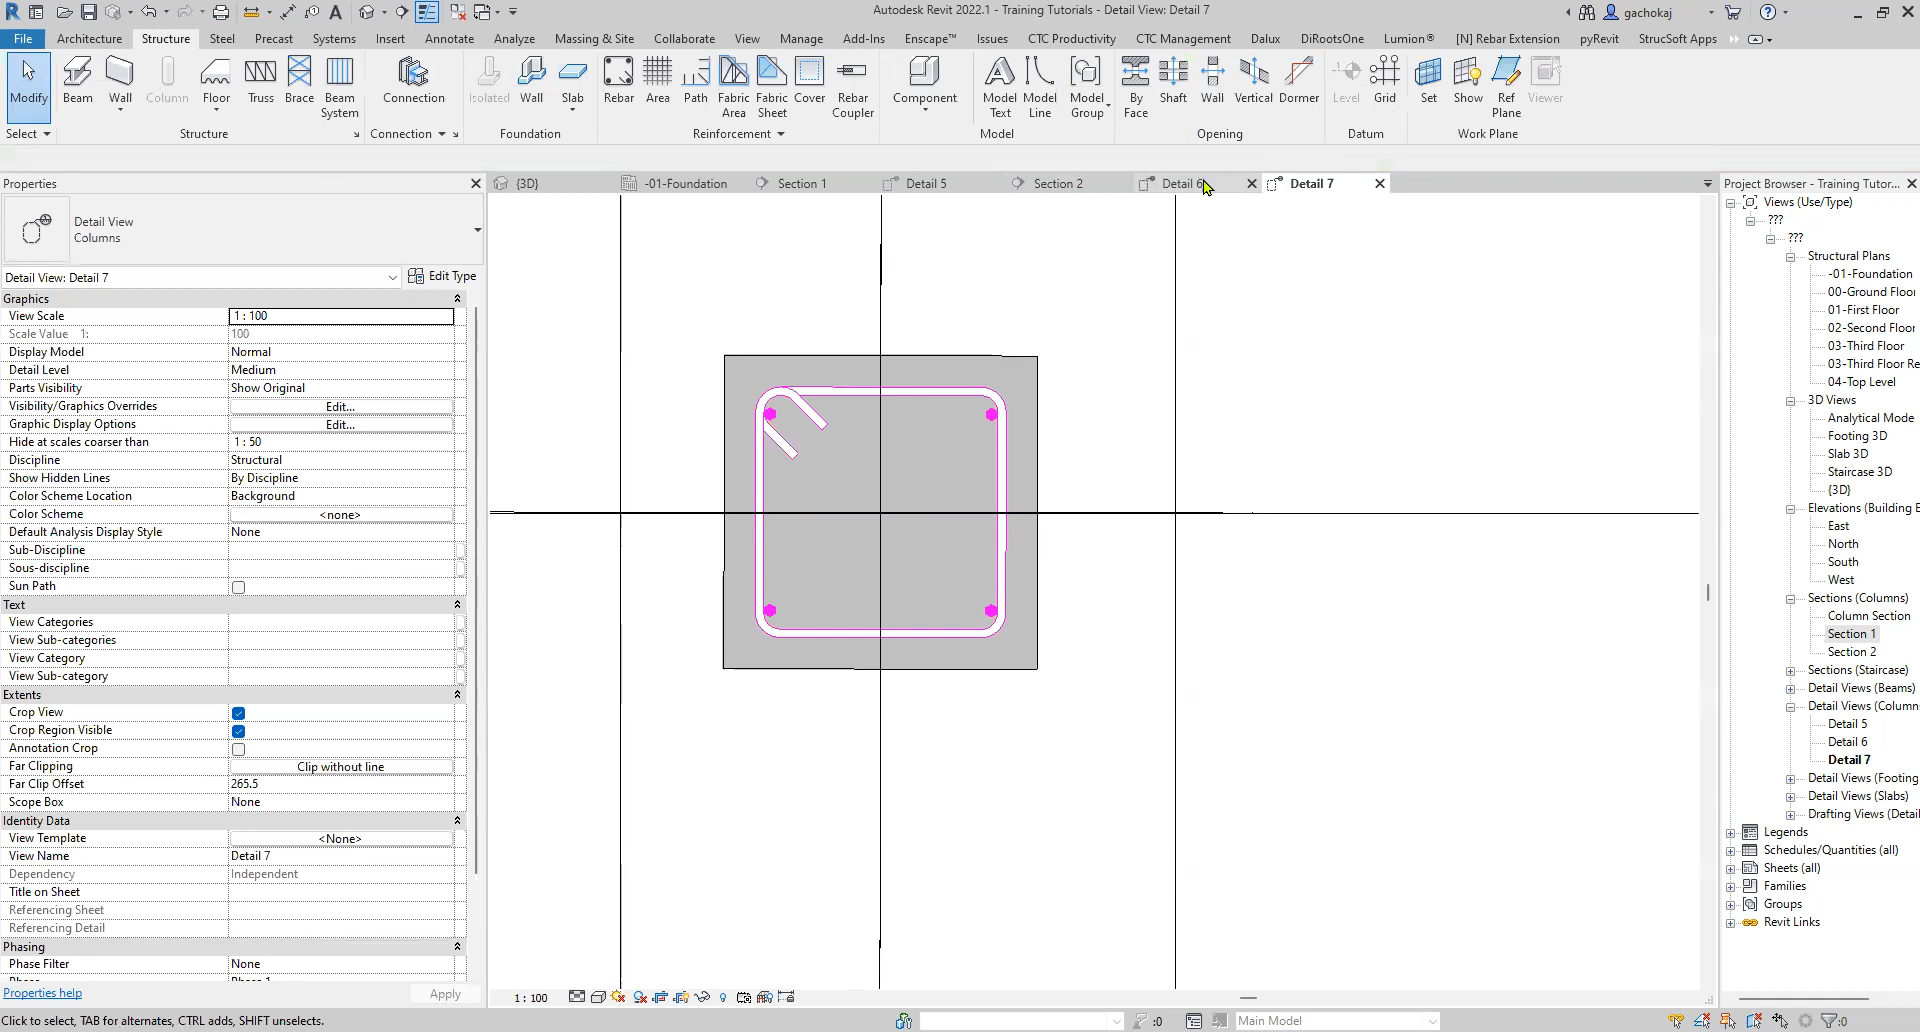 Autodesk Revit 2022.1 - Training Tutorials - Detail View: Detail 7
gachokaj
File Architecture Structure Steel Precast Systems Insert Annotate Analyze Massing & Site Collaborate View Manage Add-Ins Enscape™ Issues CTC Productivity CTC Management Dalux DiRootsOne Lumion® [N] Rebar Extension pyRevit StrucSoft Apps
Modify Beam Wall Column Floor Truss Brace Beam System Connection Isolated Wall Slab Rebar Area Path Fabric Area Fabric Sheet Cover Rebar Coupler Component Model Text Model Line Model Group By Face Shaft Wall Vertical Dormer Level Grid Set Show Ref Plane Viewer
Select Structure Connection Foundation Reinforcement Model Opening Datum Work Plane
Properties
{3D} -01-Foundation Section 1 Detail 5 Section 2 Detail 6 Detail 7
Project Browser - Training Tutor...
Detail View
Columns
Detail View: Detail 7 Edit Type
Graphics
View Scale 1 : 100
Scale Value 1: 100
Display Model Normal
Detail Level Medium
Parts Visibility Show Original
Visibility/Graphics Overrides Edit...
Graphic Display Options Edit...
Hide at scales coarser than 1 : 50
Discipline Structural
Show Hidden Lines By Discipline
Color Scheme Location Background
Color Scheme <none>
Default Analysis Display Style None
Sub-Discipline
Sous-discipline
Sun Path
Text
View Categories
View Sub-categories
View Category
View Sub-category
Extents
Crop View
Crop Region Visible
Annotation Crop
Far Clipping Clip without line
Far Clip Offset 265.5
Scope Box None
Identity Data
View Template <None>
View Name Detail 7
Dependency Independent
Title on Sheet
Referencing Sheet
Referencing Detail
Phasing
Phase Filter None
Phase Phase 1
Properties help Apply
1 : 100
Views (Use/Type)
???
???
Structural Plans
-01-Foundation
00-Ground Floor
01-First Floor
02-Second Floor
03-Third Floor
03-Third Floor Re
04-Top Level
3D Views
Analytical Mode
Footing 3D
Slab 3D
Staircase 3D
{3D}
Elevations (Building E
East
North
South
West
Sections (Columns)
Column Section
Section 1
Section 2
Sections (Staircase)
Detail Views (Beams)
Detail Views (Column
Detail 5
Detail 6
Detail 7
Detail Views (Footing
Detail Views (Slabs)
Drafting Views (Detail
Legends
Schedules/Quantities (all)
Sheets (all)
Families
Groups
Revit Links
Click to select, TAB for alternates, CTRL adds, SHIFT unselects. :0 Main Model :0